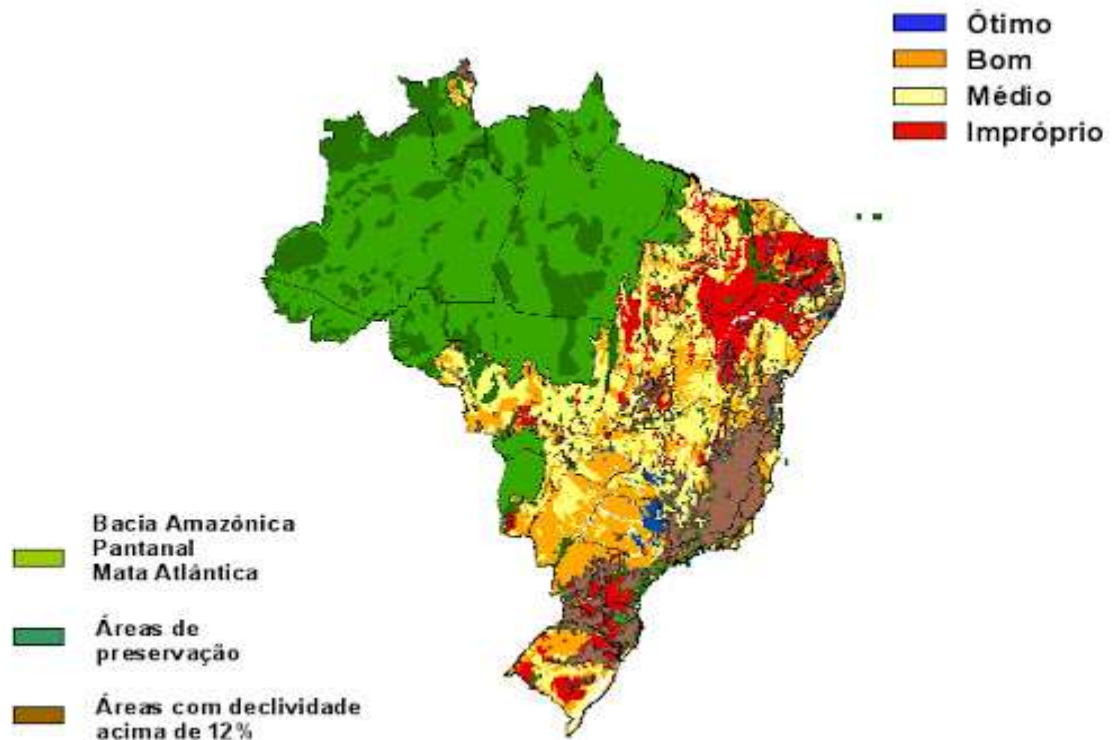 Ótimo
Bom
Médio
Impróprio
Bacia Amazônica
Pantanal
Mata Atlântica
Áreas de
preservação
Áreas com declividade
acima de 12%